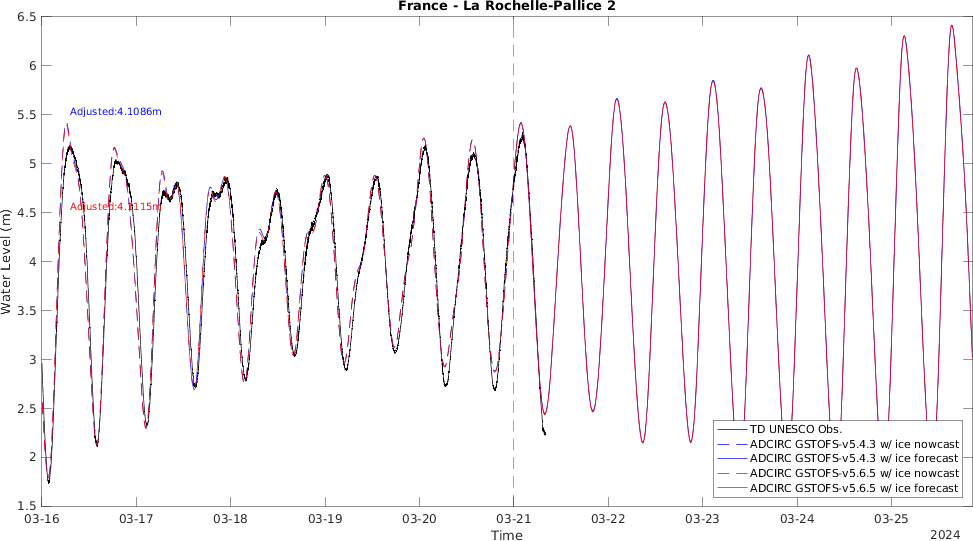 France - La Rochelle-Pallice 2
6.5
6
5.5
5
4.5
4
3.5
3
2.5
2
1.5
Water Level (m)
Adjusted:4.1086m
Adjusted:4.1115m
TD UNESCO Obs.
ADCIRC GSTOFS-v5.4.3 w/ ice nowcast
ADCIRC GSTOFS-v5.4.3 w/ ice forecast
ADCIRC GSTOFS-v5.6.5 w/ ice nowcast
ADCIRC GSTOFS-v5.6.5 w/ ice forecast
03-16 03-17 03-18 03-19 03-20 03-21 03-22 03-23 03-24 03-25
Time
2024